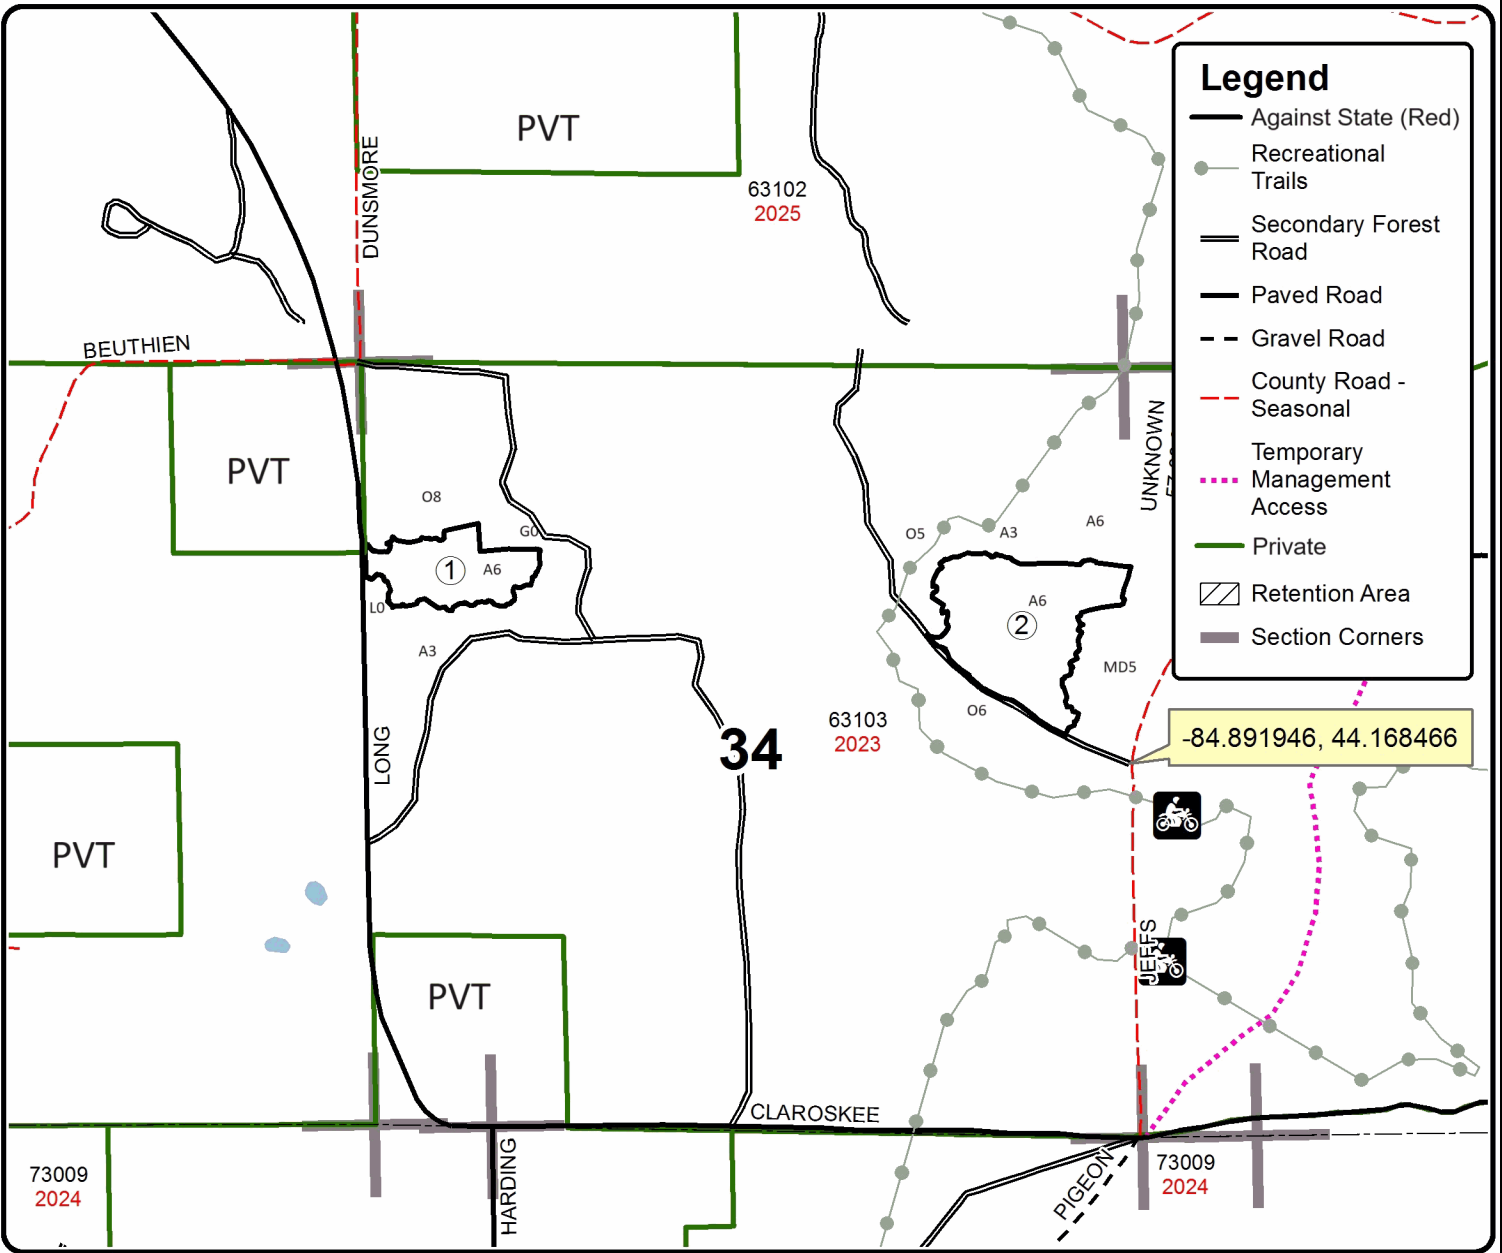 Legend
Against State (Red)
Recreational
Trails
Secondary Forest
Road
Paved Road
Gravel Road
County Road -
Seasonal
Temporary
Management
Access
Private
Retention Area
Section Corners
PVT
DUNSMORE
63102
2025
BEUTHIEN
PVT
UNKNOWN
O8
G0
1
A6
L0
A3
O5
A3
A6
A6
2
MD5
O6
63103
2023
34
LONG
-84.891946, 44.168466
PVT
JEFFS
PVT
CLAROSKEE
HARDING
PIGEON
73009
2024
73009
2024